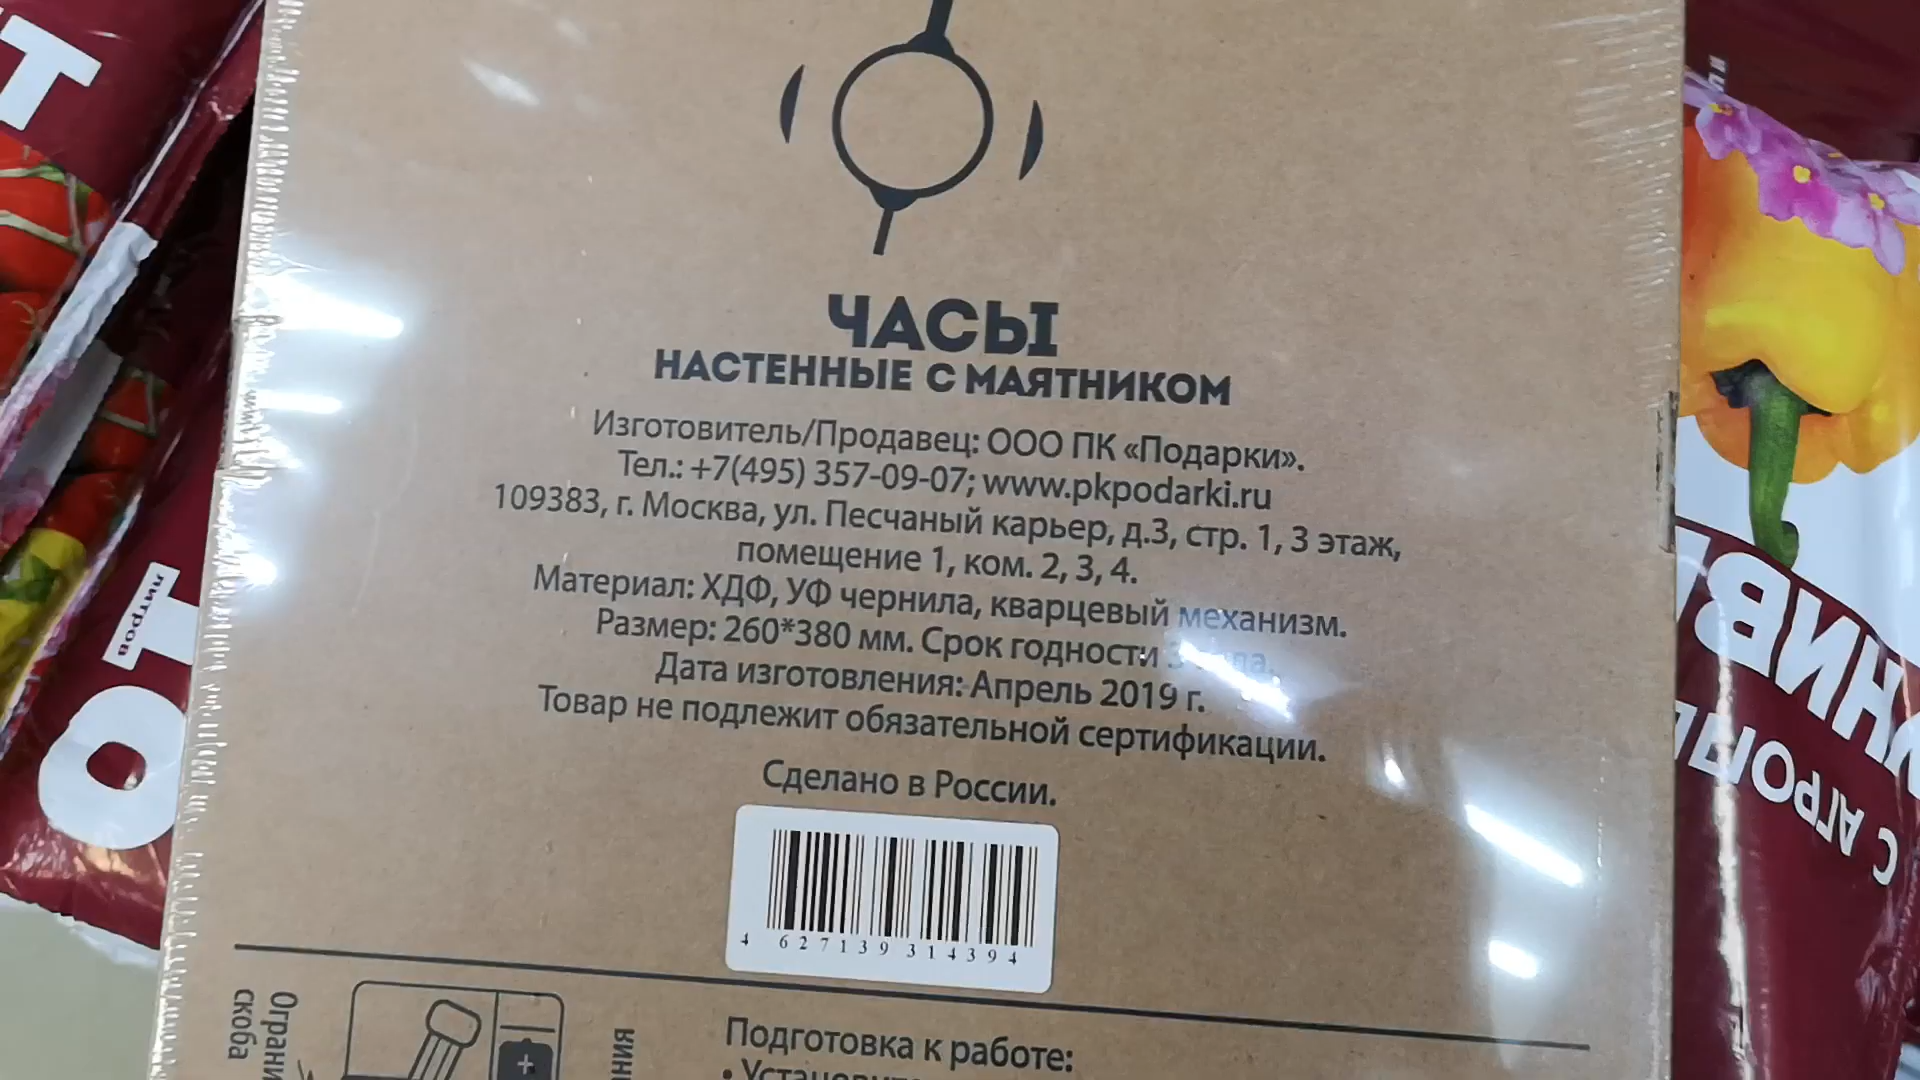 ЧАСЫ
НАСТЕННЫЕ С МАЯТНИКОМ
Изготовитель/Продавец: ООО ПК «Подарки».
Тел.: +7(495) 357-09-07; www.pkpodarki.ru
109383, г. Москва, ул. Песчаный карьер, д.3, стр. 1, 3 этаж,
помещение 1, ком. 2, 3, 4.
Материал: ХДФ, УФ чернила, кварцевый механизм.
Размер: 260*380 мм. Срок годности
Дата изготовления: Апрель 2019 г.
Товар не подлежит обязательной сертификации.
Сделано в России.
4 627139 314394
скоба
Подготовка к работе:
литров